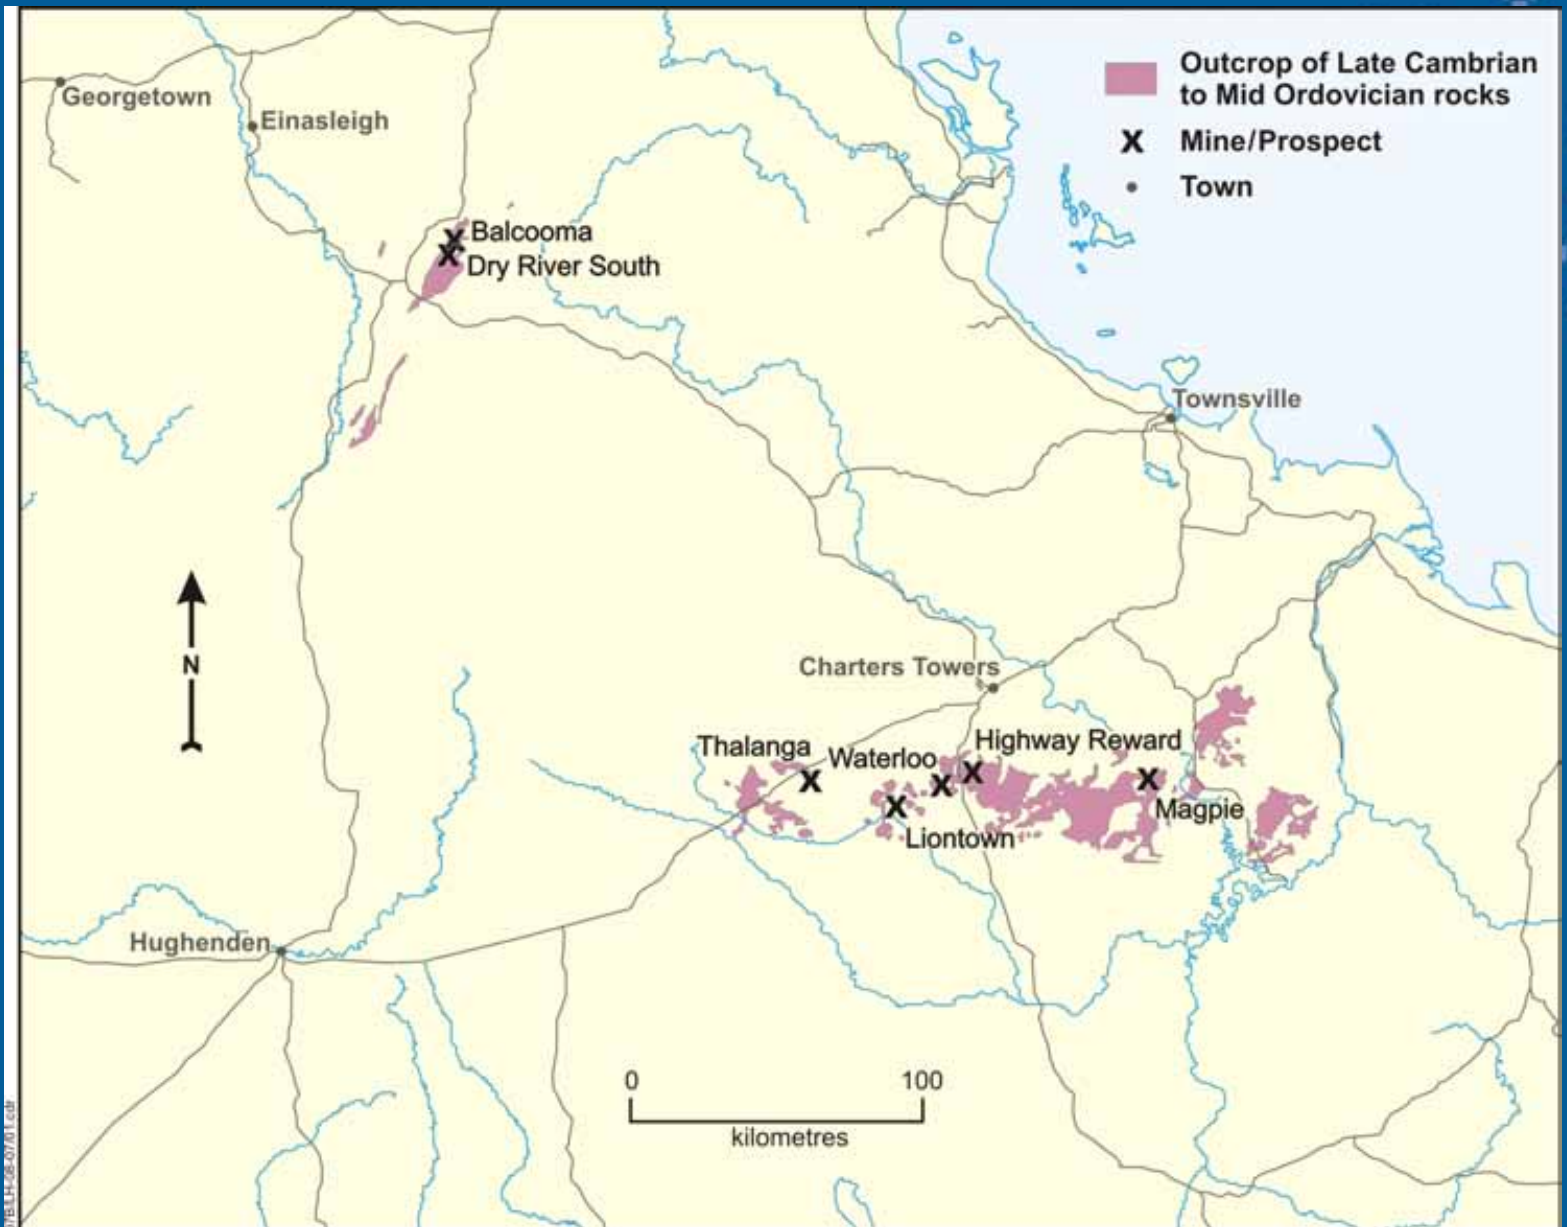 Outcrop of Late Cambrian
to Mid Ordovician rocks
X Mine/Prospect
Town
Georgetown
Einasleigh
X Balcooma
X Dry River South
Townsville
Charters Towers
Thalanga
X
Waterloo
X
Highway Reward
X
X
Magpie
X
Liontown
N
Hughenden
0 100
kilometres